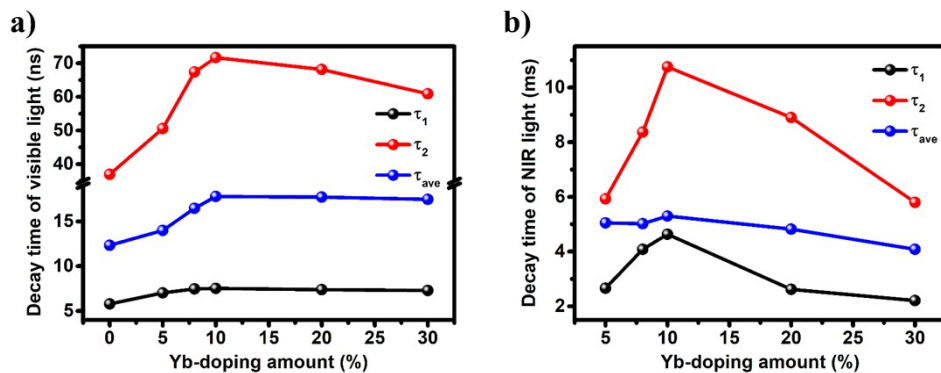 a)
Decay time of visible light (ns)
70
60
50
40
15
10
5
τ1
τ2
τave
0 5 10 15 20 25 30
Yb-doping amount (%)
b)
Decay time of NIR light (ms)
10
8
6
4
2
τ1
τ2
τave
5 10 15 20 25 30
Yb-doping amount (%)